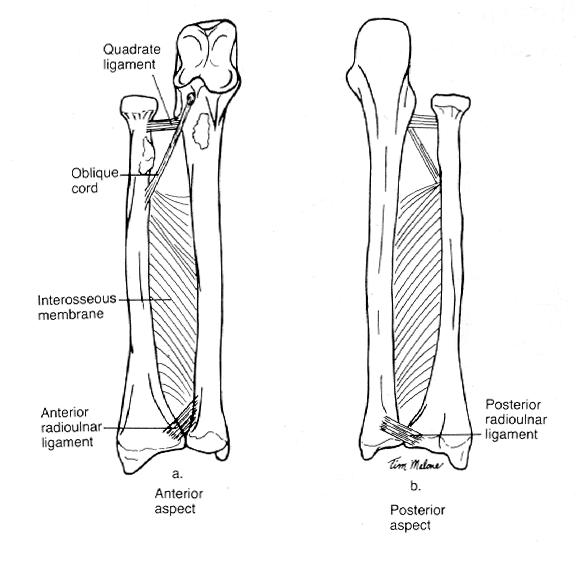 Quadrate
ligament
Oblique
cord
Interosseous
membrane
Anterior
radioulnar
ligament
a.
Anterior
aspect
Posterior
radioulnar
ligament
Tim Malone
b.
Posterior
aspect